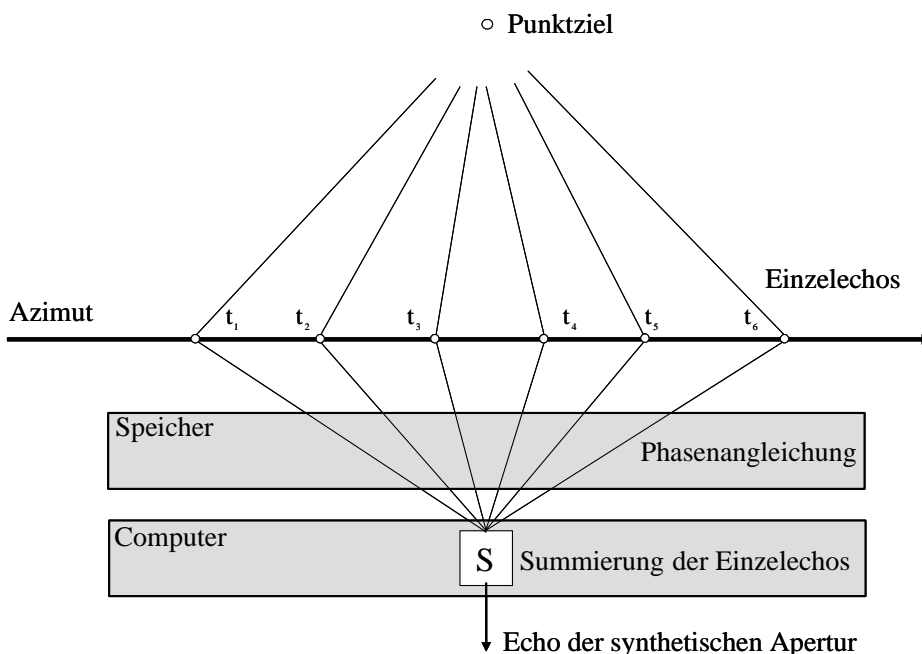 Punktziel
Einzelechos
Azimut
t₁ t₂ t₃ t₄ t₅ t₆
Speicher
Phasenangleichung
Computer
S Summierung der Einzelechos
Echo der synthetischen Apertur